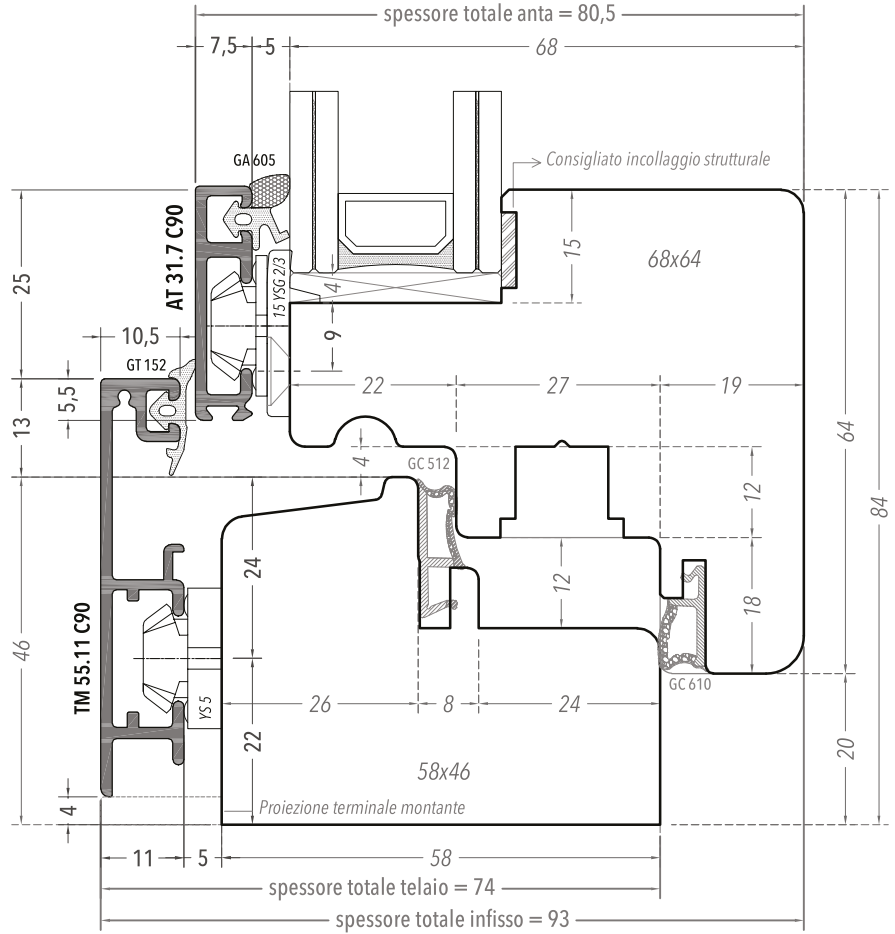 spessore totale anta = 80,5
7,5
5
68
GA 605
Consigliato incollaggio strutturale
AT 31.7 C90
15 YSG 2/3
15
68x64
25
4
9
10,5
GT 152
5,5
13
22
27
19
4
GC 512
12
64
84
24
12
18
46
TM 55.11 C90
YS 5
GC 610
26
8
24
22
58x46
20
4
Proiezione terminale montante
11
5
58
spessore totale telaio = 74
spessore totale infisso = 93